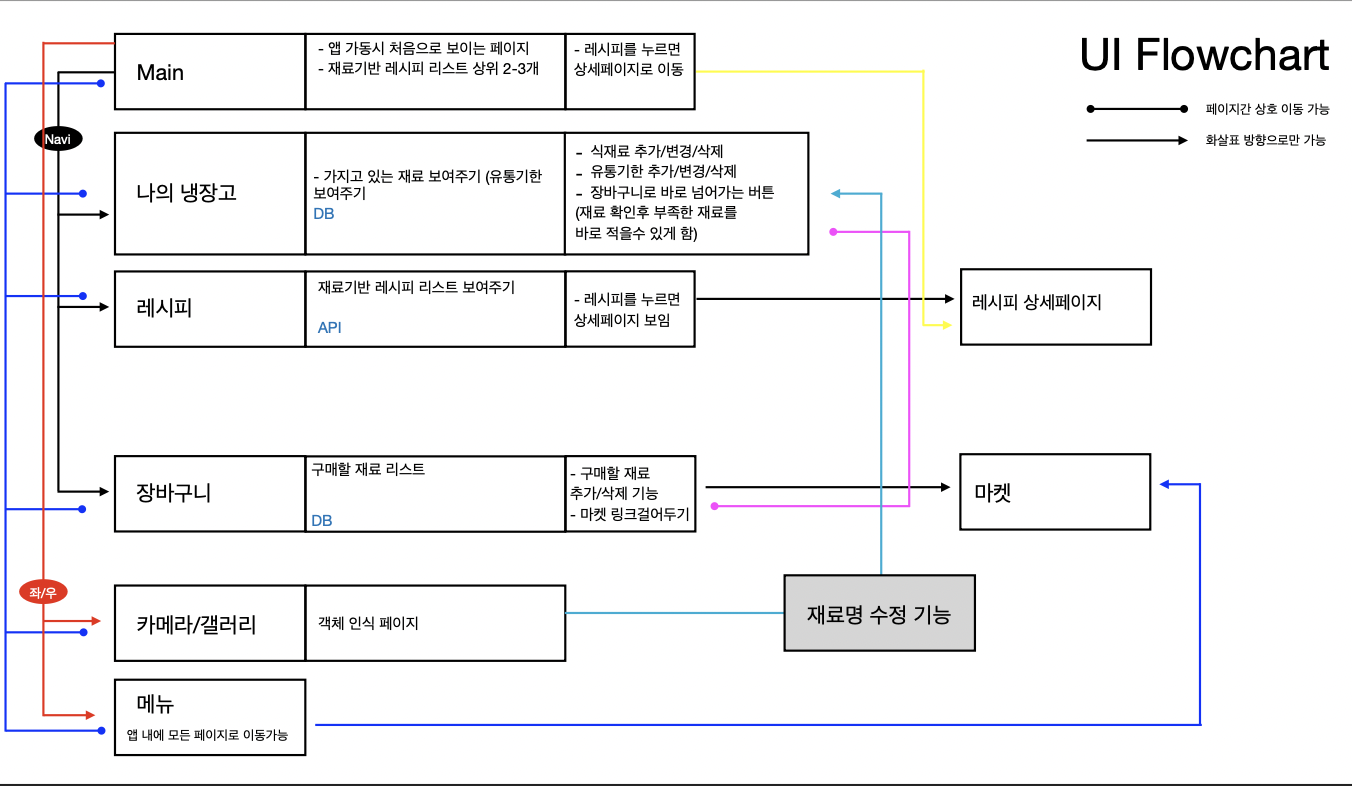 UI Flowchart
페이지간 상호 이동 가능
화살표 방향으로만 가능
Main
- 앱 가동시 처음으로 보이는 페이지
- 재료기반 레시피 리스트 상위 2-3개
- 레시피를 누르면
상세페이지로 이동
Navi
나의 냉장고
- 가지고 있는 재료 보여주기 (유통기한
보여주기
DB
- 식재료 추가/변경/삭제
- 유통기한 추가/변경/삭제
- 장바구니로 바로 넘어가는 버튼
(재료 확인후 부족한 재료를
바로 적을수 있게 함)
레시피
재료기반 레시피 리스트 보여주기
API
- 레시피를 누르면
상세페이지 보임
레시피 상세페이지
장바구니
구매할 재료 리스트
DB
- 구매할 재료
추가/삭제 기능
- 마켓 링크걸어두기
마켓
좌/우
카메라/갤러리
객체 인식 페이지
재료명 수정 기능
메뉴
앱 내에 모든 페이지로 이동가능